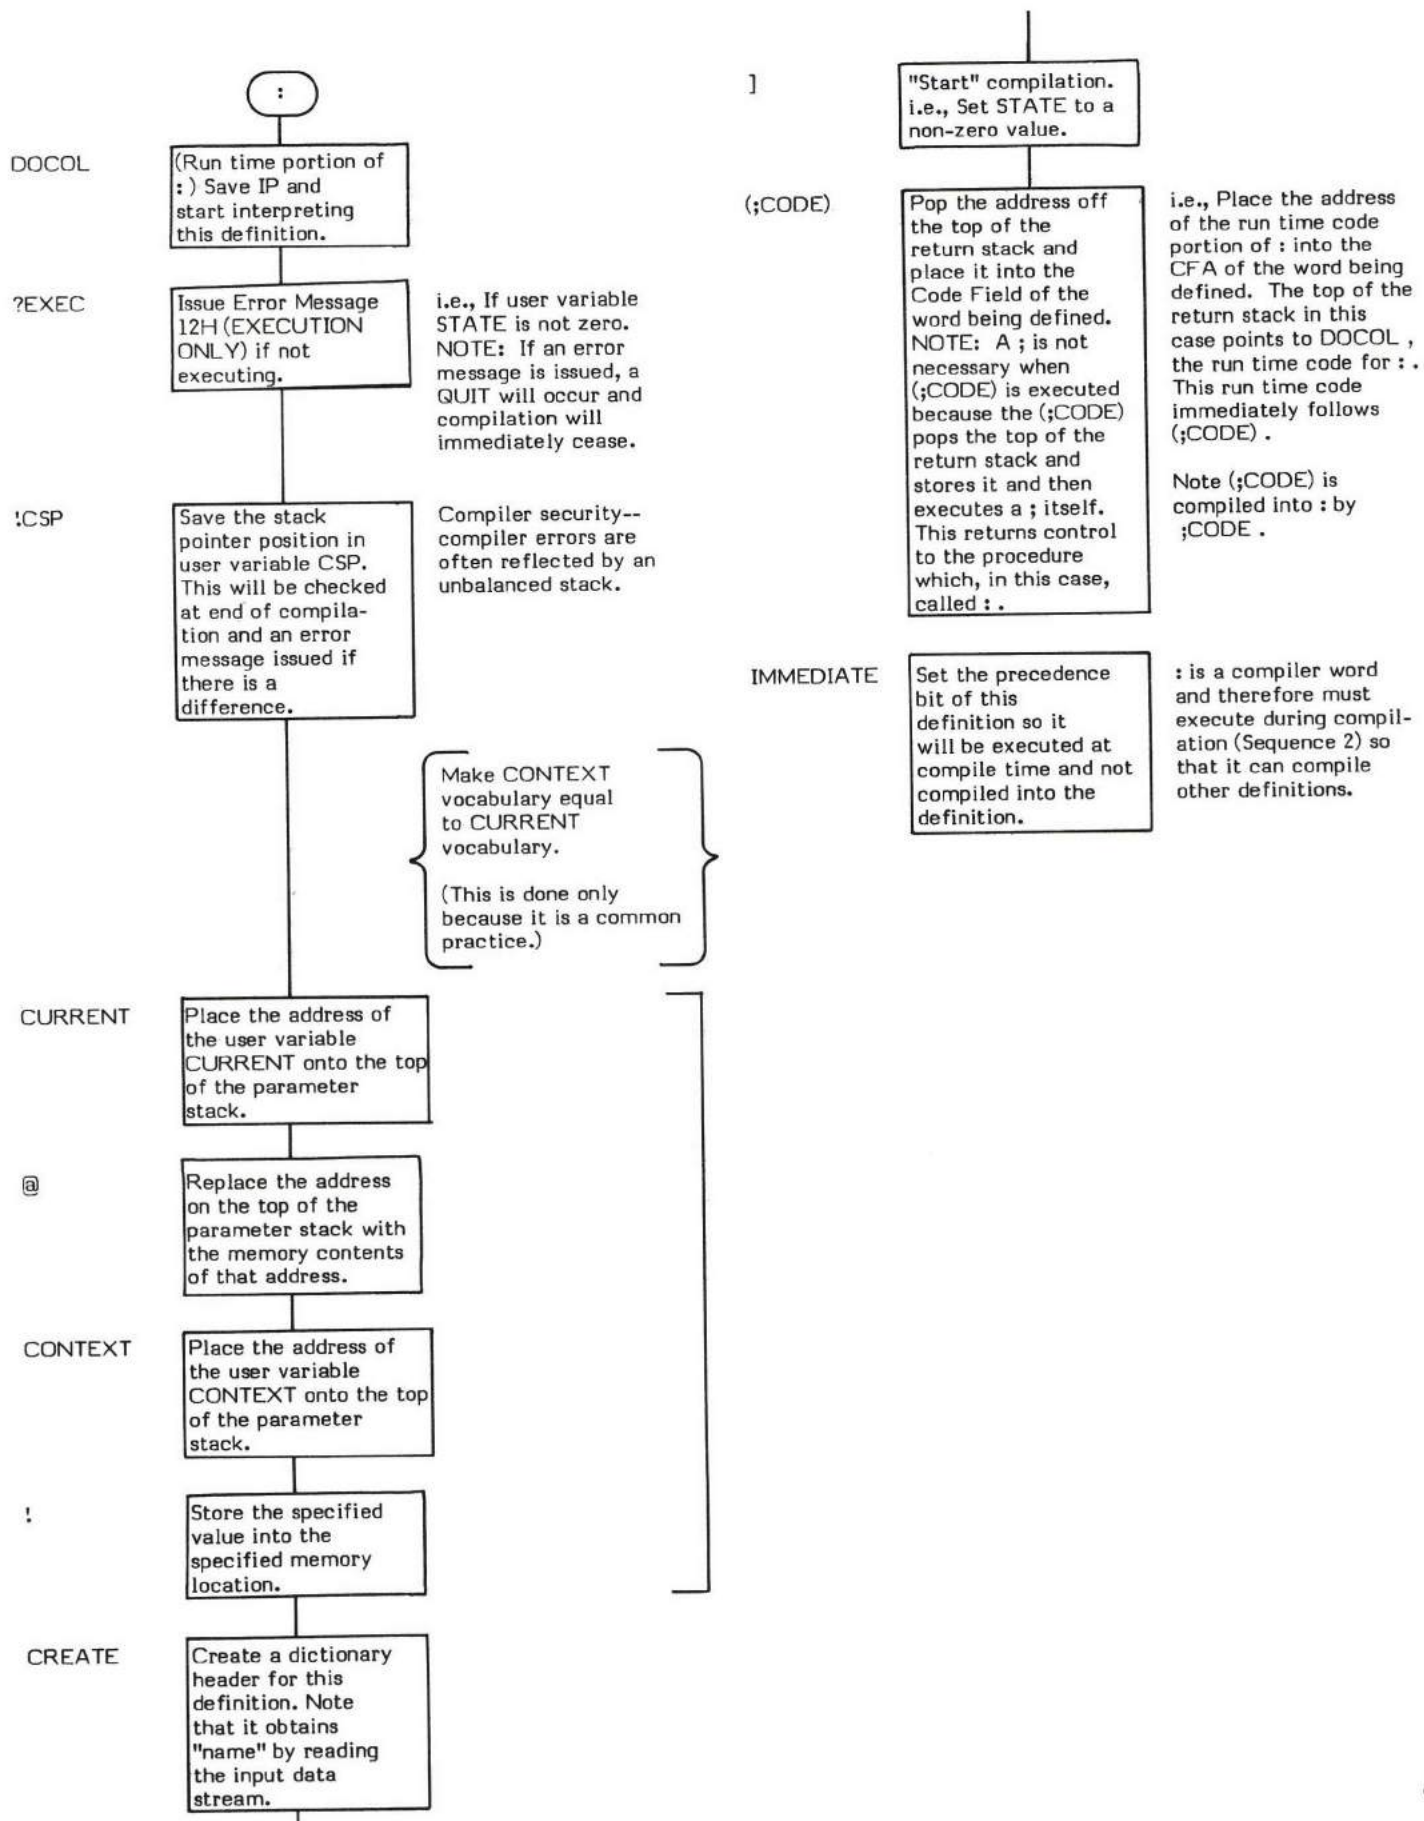 :
DOCOL
(Run time portion of
: ) Save IP and
start interpreting
this definition.
?EXEC
Issue Error Message
12H (EXECUTION
ONLY) if not
executing.
i.e., If user variable
STATE is not zero.
NOTE: If an error
message is issued, a
QUIT will occur and
compilation will
immediately cease.
!CSP
Save the stack
pointer position in
user variable CSP.
This will be checked
at end of compila-
tion and an error
message issued if
there is a
difference.
Compiler security--
compiler errors are
often reflected by an
unbalanced stack.
Make CONTEXT
vocabulary equal
to CURRENT
vocabulary.
(This is done only
because it is a common
practice.)
CURRENT
Place the address of
the user variable
CURRENT onto the top
of the parameter
stack.
@
Replace the address
on the top of the
parameter stack with
the memory contents
of that address.
CONTEXT
Place the address of
the user variable
CONTEXT onto the top
of the parameter
stack.
!
Store the specified
value into the
specified memory
location.
CREATE
Create a dictionary
header for this
definition. Note
that it obtains
"name" by reading
the input data
stream.
]
"Start" compilation.
i.e., Set STATE to a
non-zero value.
(;CODE)
Pop the address off
the top of the
return stack and
place it into the
Code Field of the
word being defined.
NOTE: A ; is not
necessary when
(;CODE) is executed
because the (;CODE)
pops the top of the
return stack and
stores it and then
executes a ; itself.
This returns control
to the procedure
which, in this case,
called : .
i.e., Place the address
of the run time code
portion of : into the
CFA of the word being
defined. The top of the
return stack in this
case points to DOCOL ,
the run time code for : .
This run time code
immediately follows
(;CODE) .
Note (;CODE) is
compiled into : by
;CODE .
IMMEDIATE
Set the precedence
bit of this
definition so it
will be executed at
compile time and not
compiled into the
definition.
: is a compiler word
and therefore must
execute during compil-
ation (Sequence 2) so
that it can compile
other definitions.